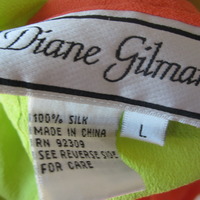 Diane Gilman
100% SILK
MADE IN CHINA
RN 92309
SEE REVERSE SIDE
FOR CARE
L